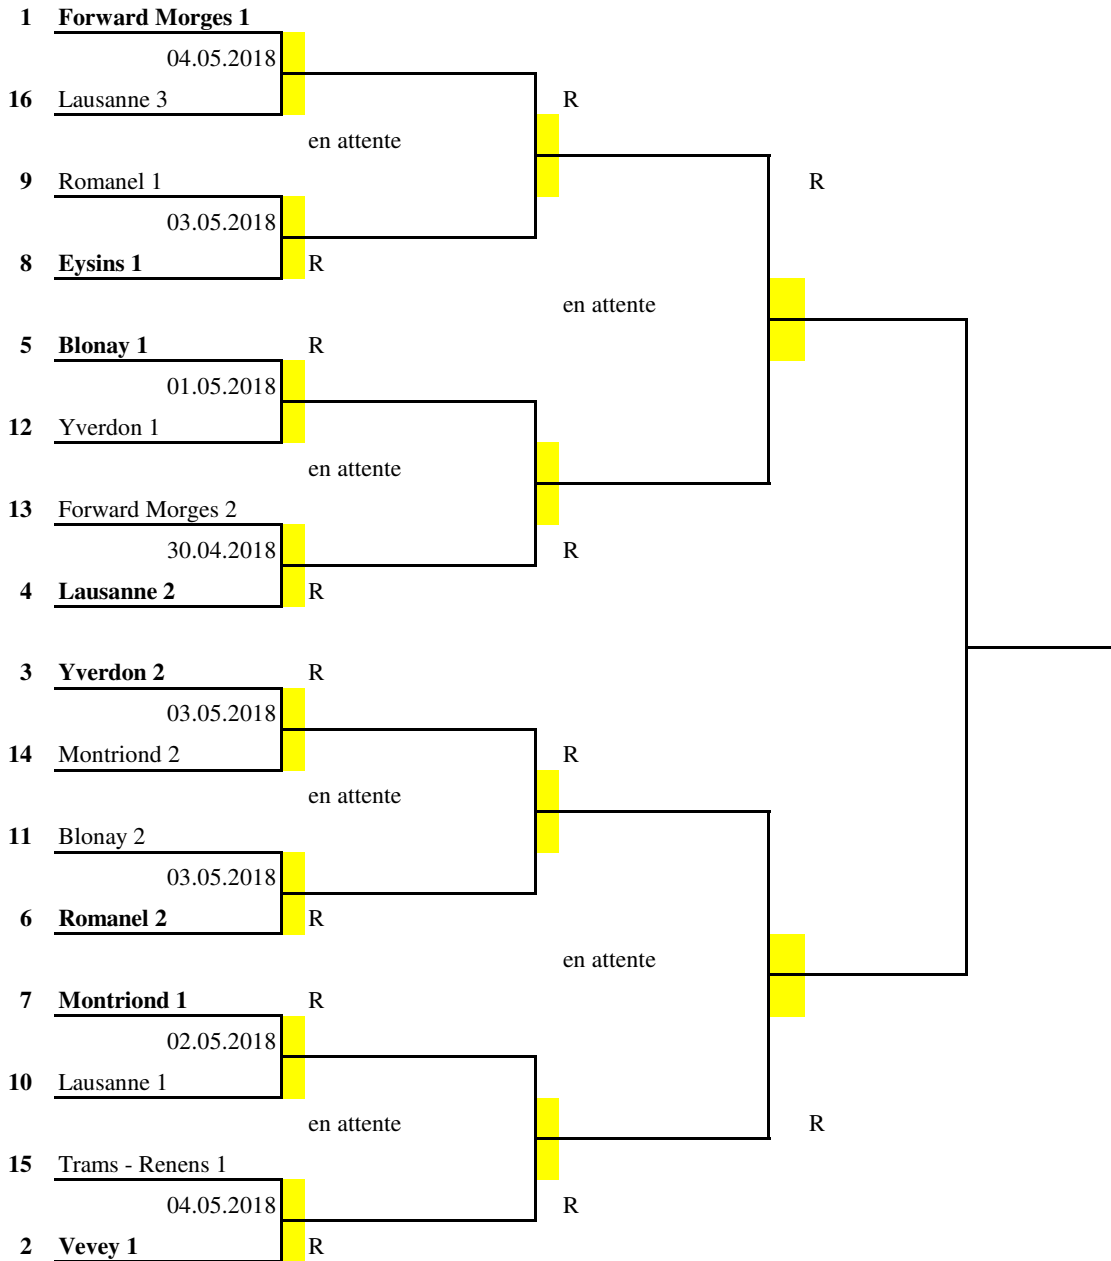 1 Forward Morges 1
04.05.2018
16 Lausanne 3 R
en attente
9 Romanel 1 R
03.05.2018
8 Eysins 1 R
en attente
5 Blonay 1 R
01.05.2018
12 Yverdon 1
en attente
13 Forward Morges 2
30.04.2018 R
4 Lausanne 2 R
3 Yverdon 2 R
03.05.2018
14 Montriond 2 R
en attente
11 Blonay 2
03.05.2018
6 Romanel 2 R
en attente
7 Montriond 1 R
02.05.2018
10 Lausanne 1
en attente R
15 Trams - Renens 1
04.05.2018 R
2 Vevey 1 R